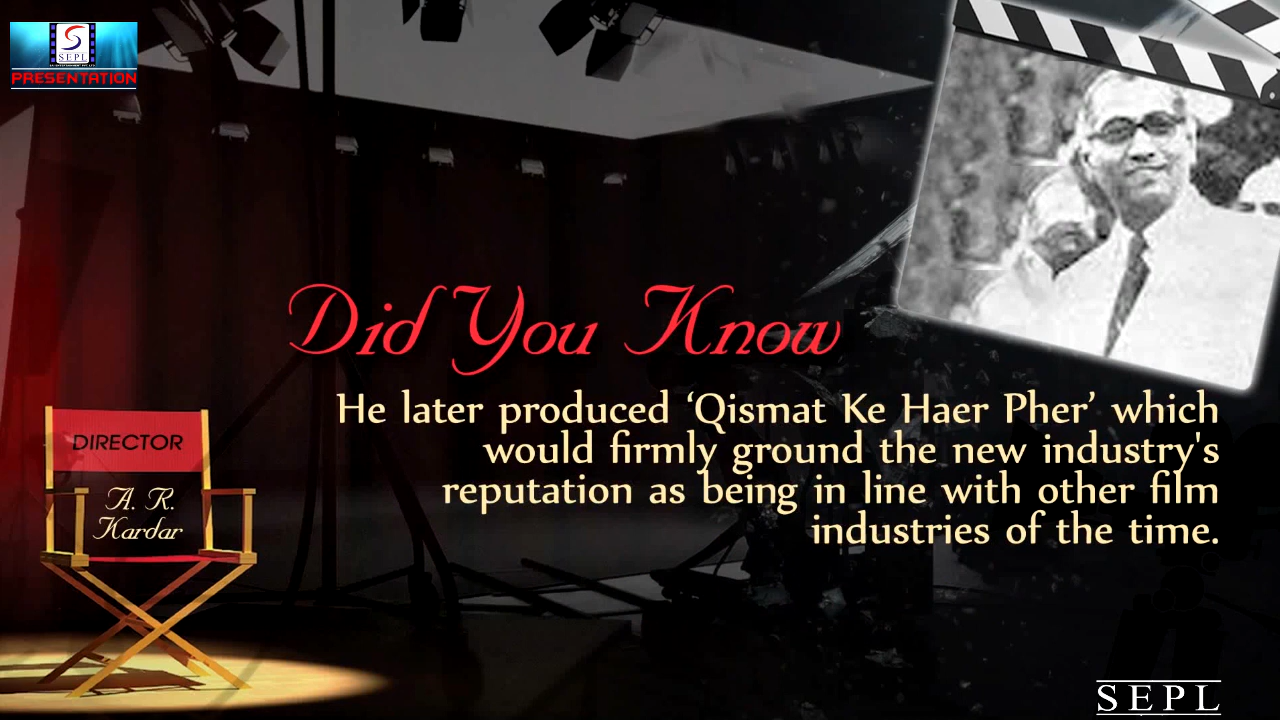 S
SEPL
PRESENTATION
Did You Know
He later produced ‘Qismat Ke Haer Pher’ which
would firmly ground the new industry's
reputation as being in line with other film
industries of the time.
DIRECTOR
A. R.
Kardar
SEPL